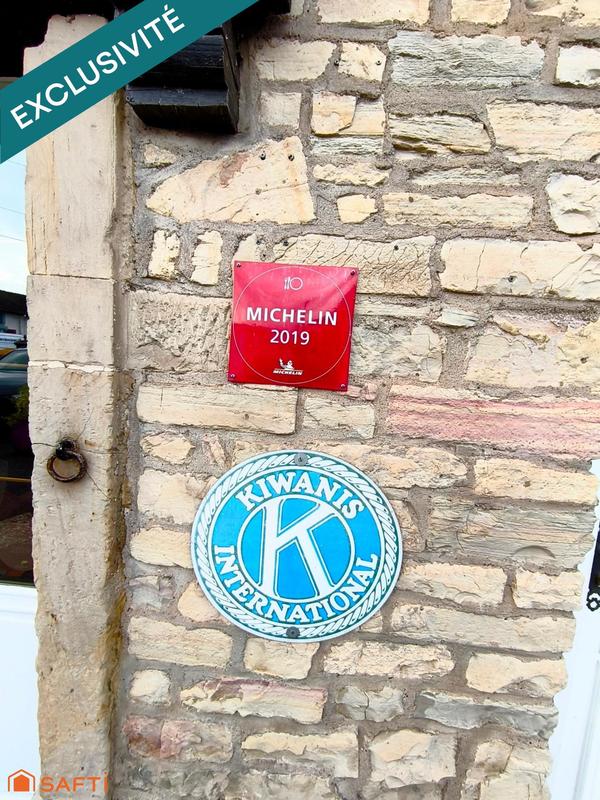 EXCLUSIVITÉ
MICHELIN
2019
MICHELIN
KIWANIS
K
INTERNATIONAL
SAFTI